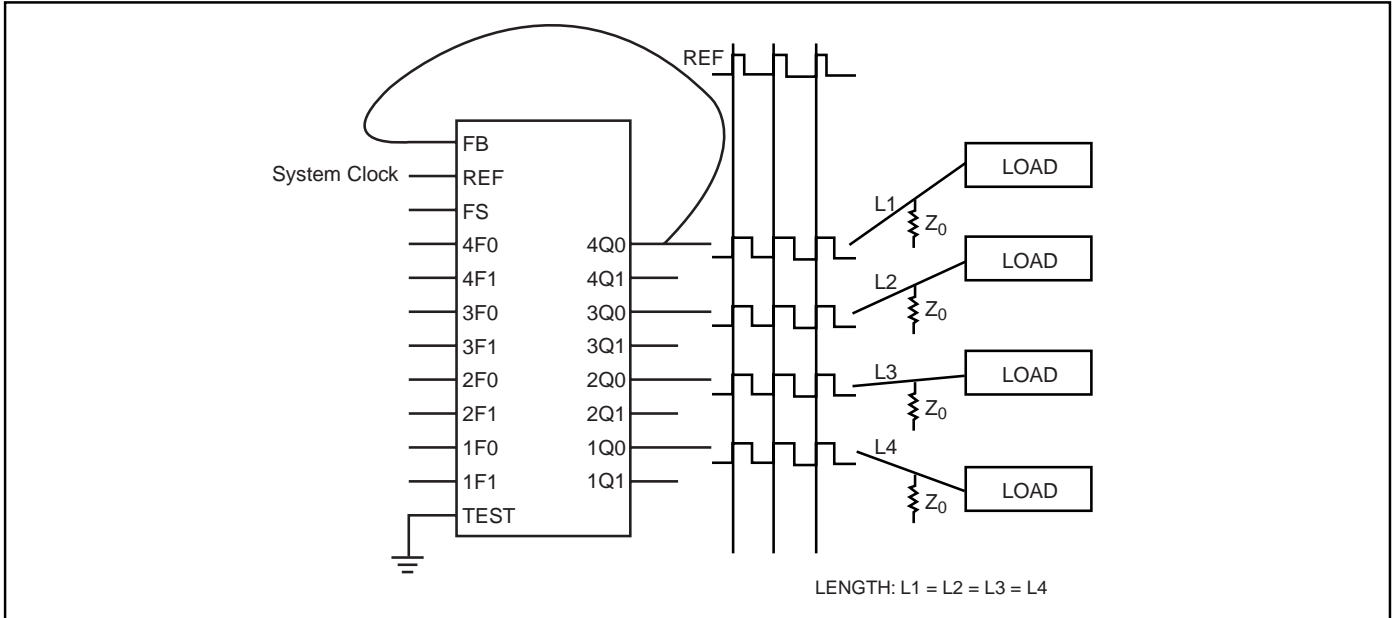 REF
FB
System Clock
REF
FS
4F0
4F1
3F0
3F1
2F0
2F1
1F0
1F1
TEST
4Q0
4Q1
3Q0
3Q1
2Q0
2Q1
1Q0
1Q1
L1
Z0
LOAD
L2
Z0
LOAD
L3
Z0
LOAD
L4
Z0
LOAD
LENGTH: L1 = L2 = L3 = L4